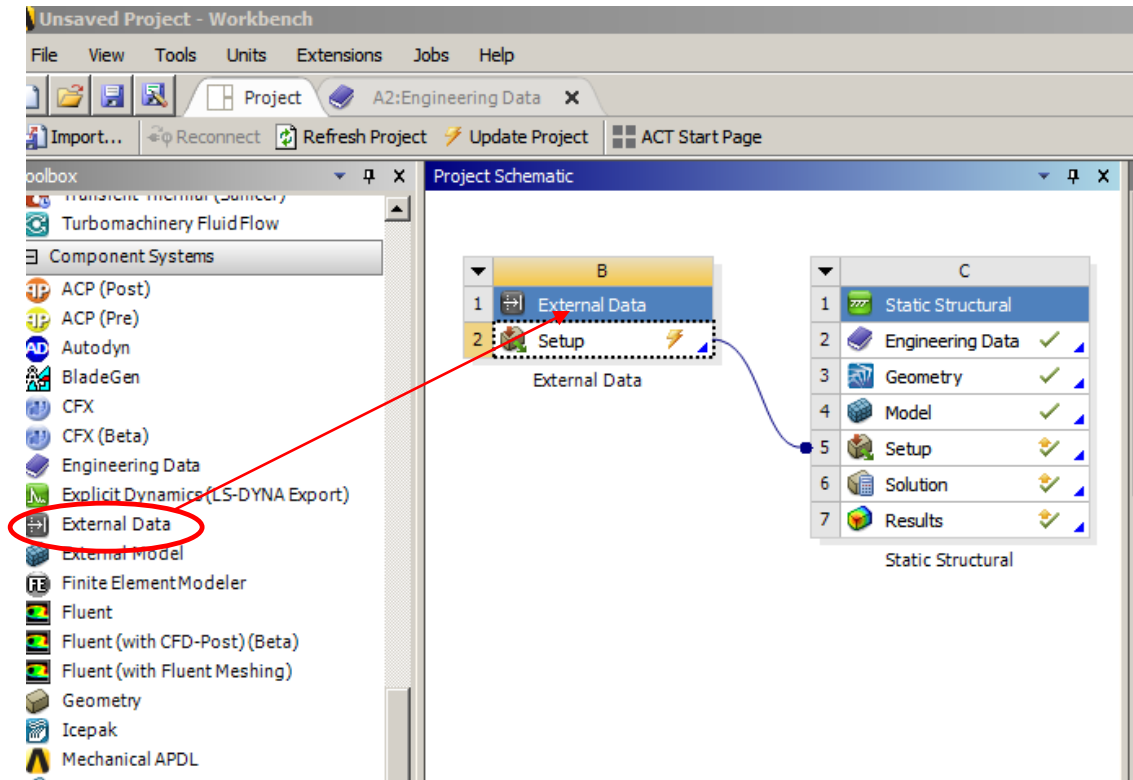 Unsaved Project - Workbench
File View Tools Units Extensions Jobs Help
Project A2:Engineering Data
Import... Reconnect Refresh Project Update Project ACT Start Page
oolbox
Project Schematic
Transient Thermal (Samcef)
Turbomachinery Fluid Flow
Component Systems
ACP (Post)
ACP (Pre)
Autodyn
BladeGen
CFX
CFX (Beta)
Engineering Data
Explicit Dynamics (LS-DYNA Export)
External Data
External Model
Finite Element Modeler
Fluent
Fluent (with CFD-Post) (Beta)
Fluent (with Fluent Meshing)
Geometry
Icepak
Mechanical APDL
B
1 External Data
2 Setup
External Data
C
1 Static Structural
2 Engineering Data
3 Geometry
4 Model
5 Setup
6 Solution
7 Results
Static Structural